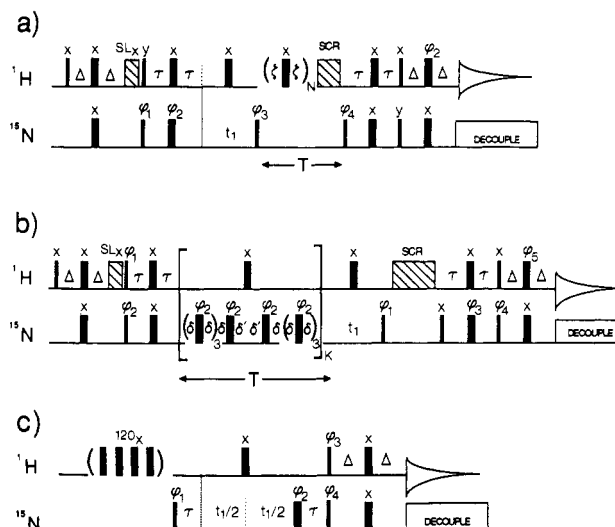 a)
x x SLx y x x x SCR x x φ2
¹H Δ Δ τ τ (ζ ζ)N τ τ Δ Δ
x φ1 φ2 φ3 φ4 x y x
¹⁵N t₁ DECOUPLE
T
b)
x x SLx φ1 x x x SCR x x φ5
¹H Δ Δ τ τ τ τ Δ Δ
x φ2 x φ2 φ2 φ2 φ2 φ1 x φ3 φ4 x
¹⁵N (δ δ)3 δ δ' δ' δ (δ δ)3 K t₁ DECOUPLE
T
c)
120x x φ3 x
¹H ( ) Δ Δ
φ1 φ2 φ4 x
¹⁵N τ t₁/2 t₁/2 τ DECOUPLE